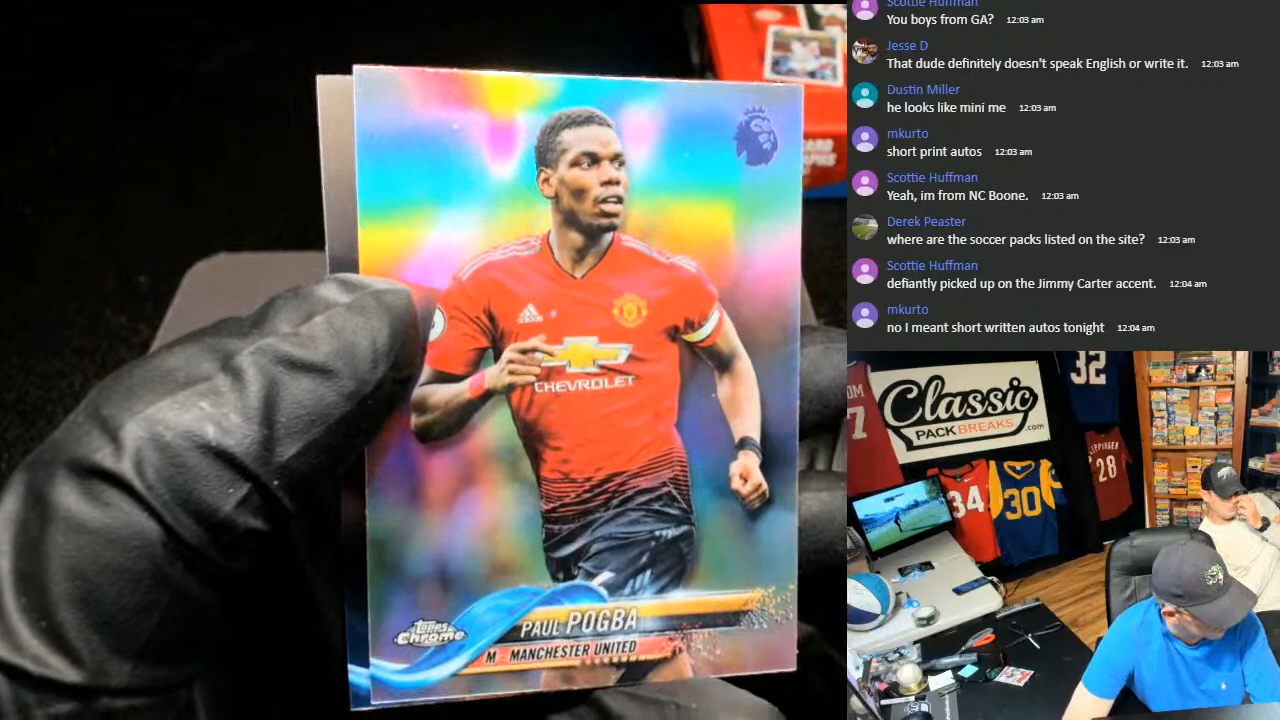 CHEVROLET
Topps
Chrome
PAUL POGBA
M - MANCHESTER UNITED
Scottie Huffman
You boys from GA? 12:03 am
Jesse D
That dude definitely doesn't speak English or write it. 12:03 am
Dustin Miller
he looks like mini me 12:03 am
mkurto
short print autos 12:03 am
Scottie Huffman
Yeah, im from NC Boone. 12:03 am
Derek Peaster
where are the soccer packs listed on the site? 12:03 am
Scottie Huffman
defiantly picked up on the Jimmy Carter accent. 12:04 am
mkurto
no I meant short written autos tonight 12:04 am
Classic
PACKBREAKS.com
32
7
34
30
28